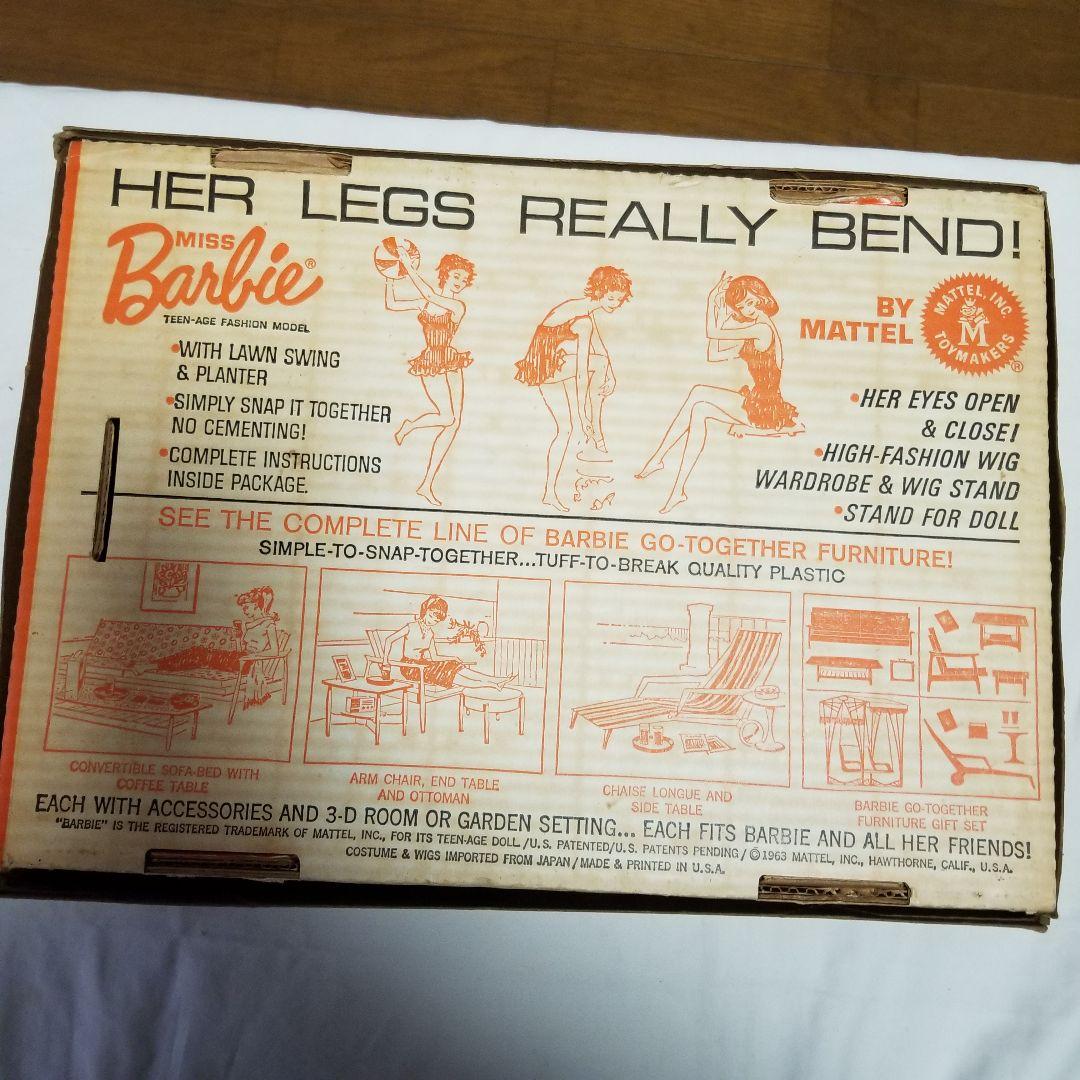 HER LEGS REALLY BEND!
MISS
Barbie®
TEEN-AGE FASHION MODEL
•WITH LAWN SWING
& PLANTER
•SIMPLY SNAP IT TOGETHER
NO CEMENTING!
•COMPLETE INSTRUCTIONS
INSIDE PACKAGE.
BY
MATTEL
MATTEL, INC.
M
TOYMAKERS
®
•HER EYES OPEN
& CLOSE!
•HIGH-FASHION WIG
WARDROBE & WIG STAND
•STAND FOR DOLL
SEE THE COMPLETE LINE OF BARBIE GO-TOGETHER FURNITURE!
SIMPLE-TO-SNAP-TOGETHER...TUFF-TO-BREAK QUALITY PLASTIC
CONVERTIBLE SOFA-BED WITH
COFFEE TABLE
ARM CHAIR, END TABLE
AND OTTOMAN
CHAISE LONGUE AND
SIDE TABLE
BARBIE GO-TOGETHER
FURNITURE GIFT SET
EACH WITH ACCESSORIES AND 3-D ROOM OR GARDEN SETTING... EACH FITS BARBIE AND ALL HER FRIENDS!
"BARBIE" IS THE REGISTERED TRADEMARK OF MATTEL, INC., FOR ITS TEEN-AGE DOLL./U.S. PATENTED/U.S. PATENTS PENDING/©1963 MATTEL, INC., HAWTHORNE, CALIF., U.S.A.
COSTUME & WIGS IMPORTED FROM JAPAN/MADE & PRINTED IN U.S.A.